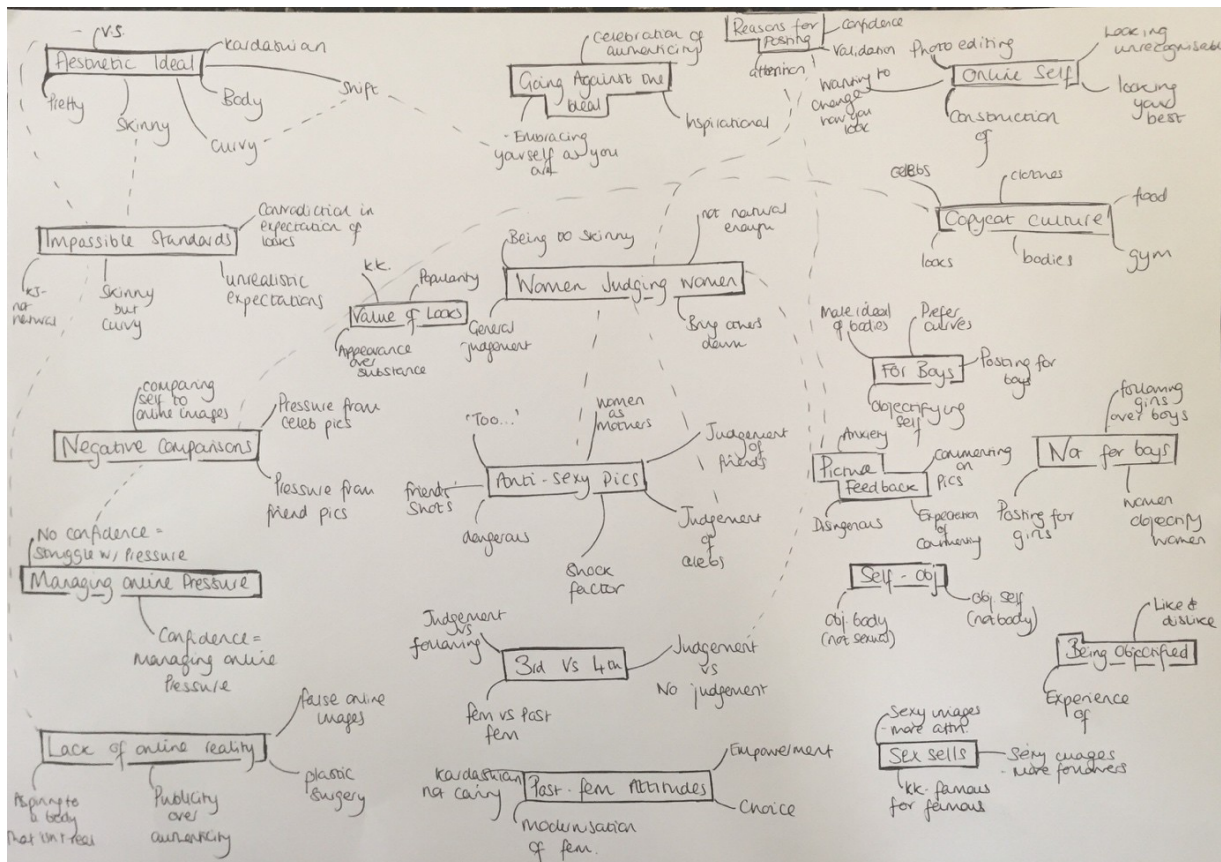 V.S.
Aesthetic Ideal
Kardashian
Pretty
Skinny
Curvy
Body
Shift
Celebration of
authenticity
Going Against the
Ideal
- Embracing
yourself as you
are
Inspirational
Reasons for
Posting
Confidence
Validation
attention
Photo editing
Online Self
Wanting to
change
how you
look
Construction
of
Looking
unrecognisable
looking
your
best
Impossible Standards
Contradiction in
expectation of
looks
KJ-
not
natural
Skinny
but
Curvy
unrealistic
expectations
K.K.
Popularity
Value of Looks
Appearance
over
substance
Being too skinny
not natural
enough
Women Judging Women
General
judgement
Bring others
down
celebs
clothes
food
Copycat Culture
looks
bodies
gym
Male ideal
of bodies
Prefer
curves
For Boys
Posting for
boys
Objectifying
self
comparing
self to
online images
Negative Comparisons
Pressure from
celeb pics
Pressure from
friend pics
"Too..."
women
as
mothers
Judgement
of
friends
Anti-sexy pics
friends'
shots
dangerous
Shock
factor
Judgement
of
celebs
Anxiety
Picture
Feedback
Commenting
on
pics
Disingenous
Expectation
of
commenting
following
girls
over boys
Not for boys
Posting for
girls
women
objectify
women
No confidence =
struggle w/ Pressure
Managing online Pressure
Confidence =
Managing online
Pressure
Self-obj
Obj. body
(not sexual)
Obj. self
(not body)
Judgement
vs
following
3rd Vs 4th
Judgement
vs
No judgement
fem vs Post
fem
Like &
dislike
Being Objectified
Experience
of
false online
images
Lack of online reality
Aspiring to
a body
that isn't real
Publicity
over
authenticity
plastic
surgery
Kardashian
not caring
Post-fem Attitudes
Empowerment
Choice
modernisation
of fem.
Sexy images
- more attn.
Sex sells
Sexy images
- more followers
KK- famous
for famous